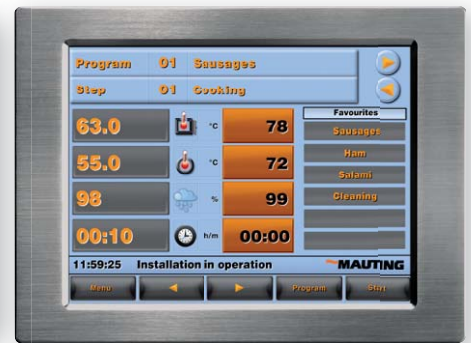 Program 01 Sausages
Step 01 Cooking
63.0 °C 78
55.0 °C 72
98 % 99
00:10 h/m 00:00
Favourites
Sausages
Ham
Salami
Cleaning
11:59:25 Installation in operation MAUTING
Menu Program Start